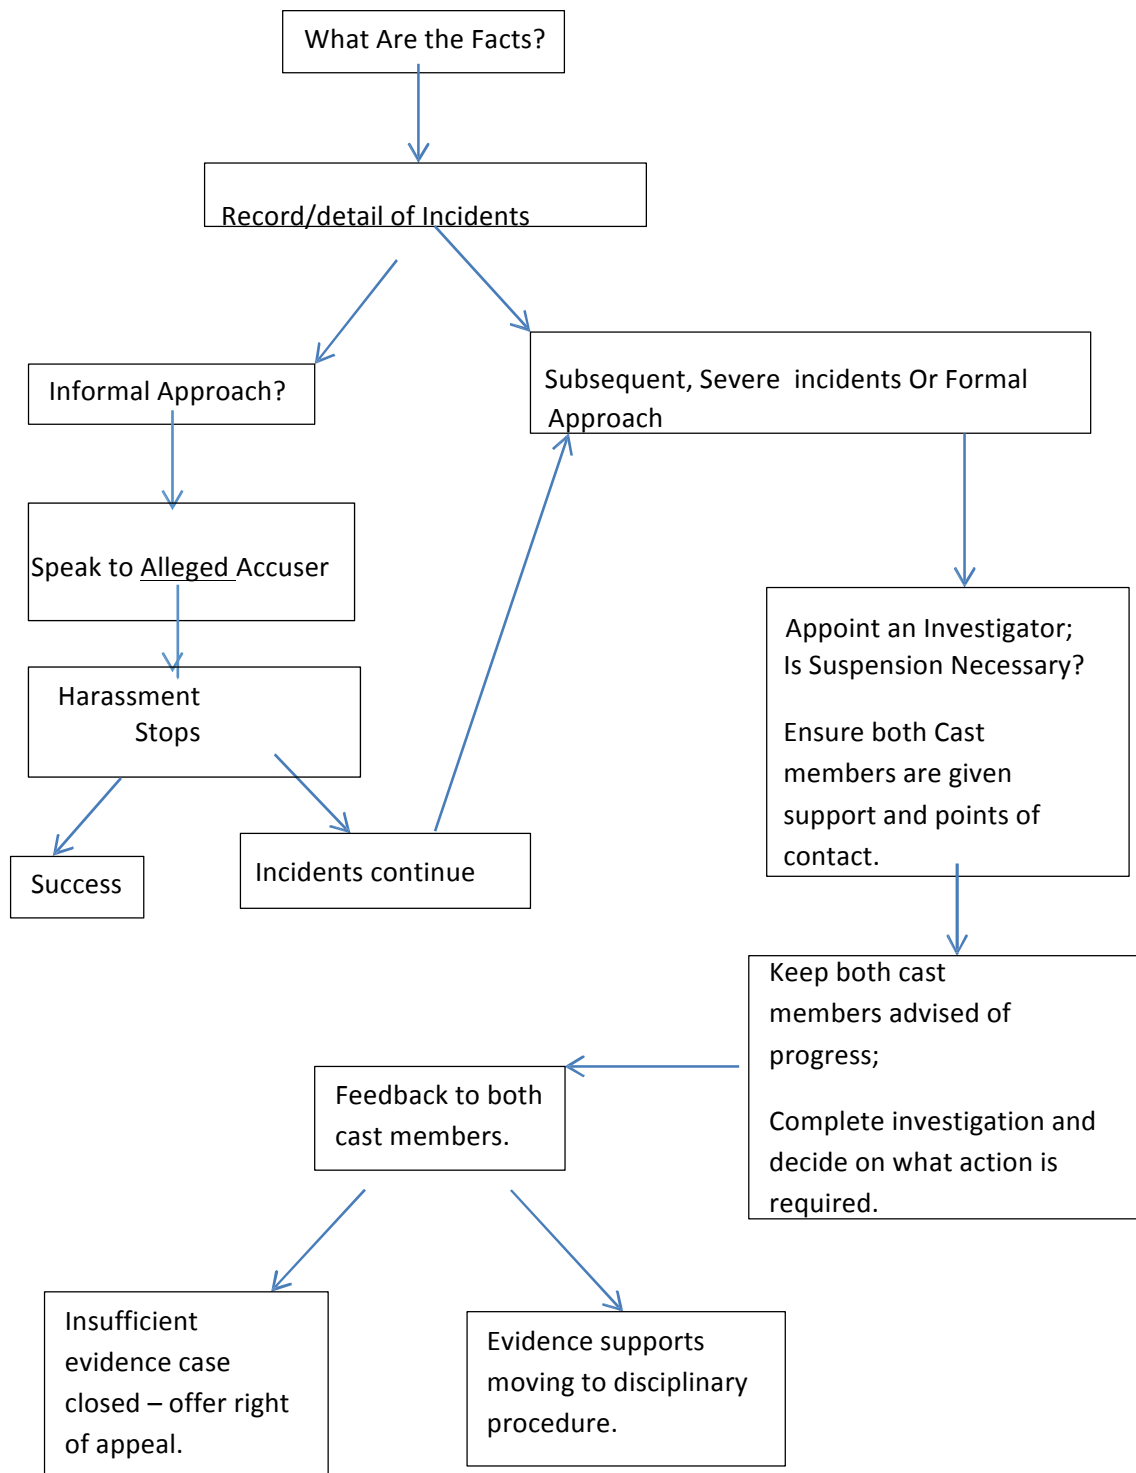 What Are the Facts?
Record/detail of Incidents
Informal Approach?
Subsequent, Severe  incidents Or Formal
Approach
Speak to Alleged Accuser
Harassment
Stops
Success
Incidents continue
Appoint an Investigator;
Is Suspension Necessary?
Ensure both Cast
members are given
support and points of
contact.
Keep both cast
members advised of
progress;
Complete investigation and
decide on what action is
required.
Feedback to both
cast members.
Insufficient
evidence case
closed – offer right
of appeal.
Evidence supports
moving to disciplinary
procedure.